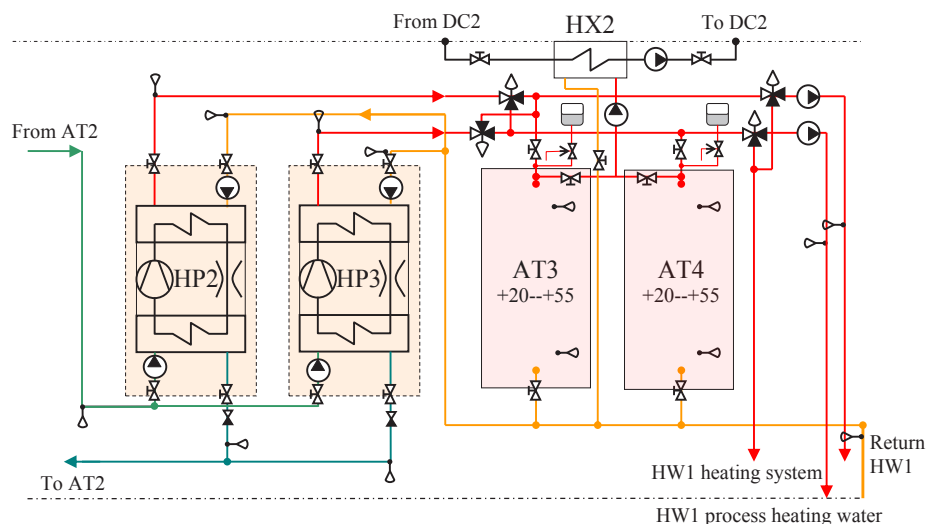 From DC2
HX2
To DC2
From AT2
HP2
HP3
AT3
+20--+55
AT4
+20--+55
Return
HW1
HW1 heating system
To AT2
HW1 process heating water